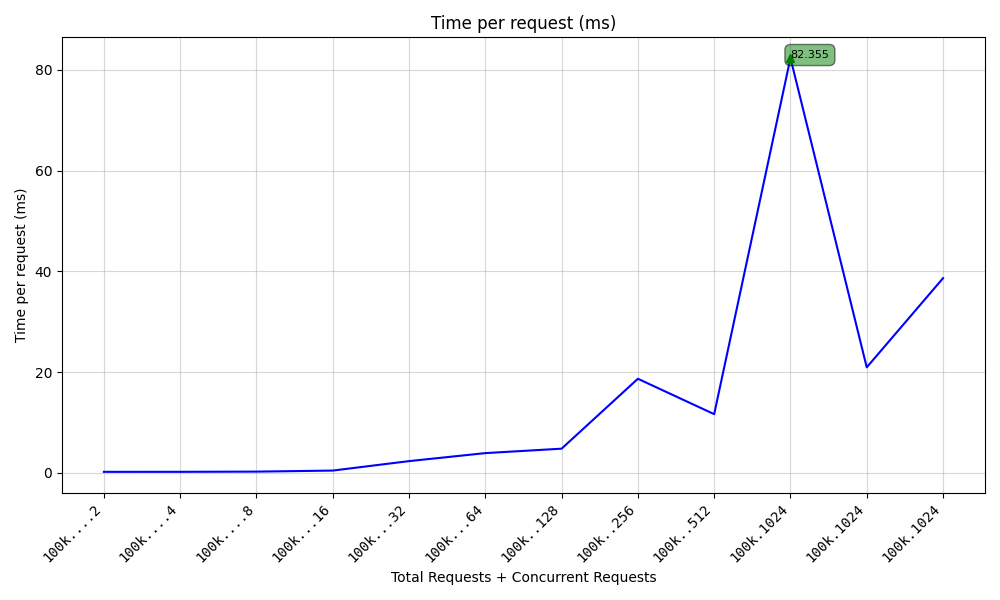 Time per request (ms)
82.355
80
60
40
20
0
Time per request (ms)
100k....2
100k....4
100k....8
100k...16
100k...32
100k...64
100k..128
100k..256
100k..512
100k.1024
100k.1024
100k.1024
Total Requests + Concurrent Requests